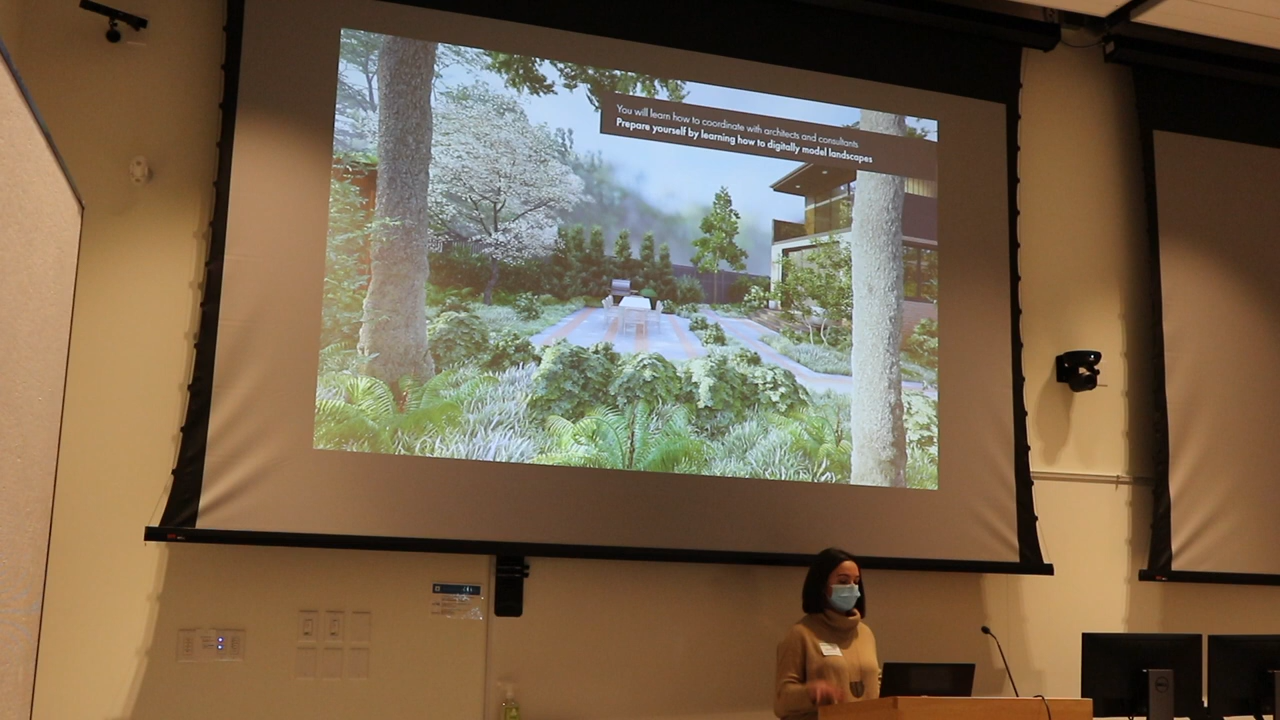 You will learn how to coordinate with architects and consultants
Prepare yourself by learning how to digitally model landscapes
DELL